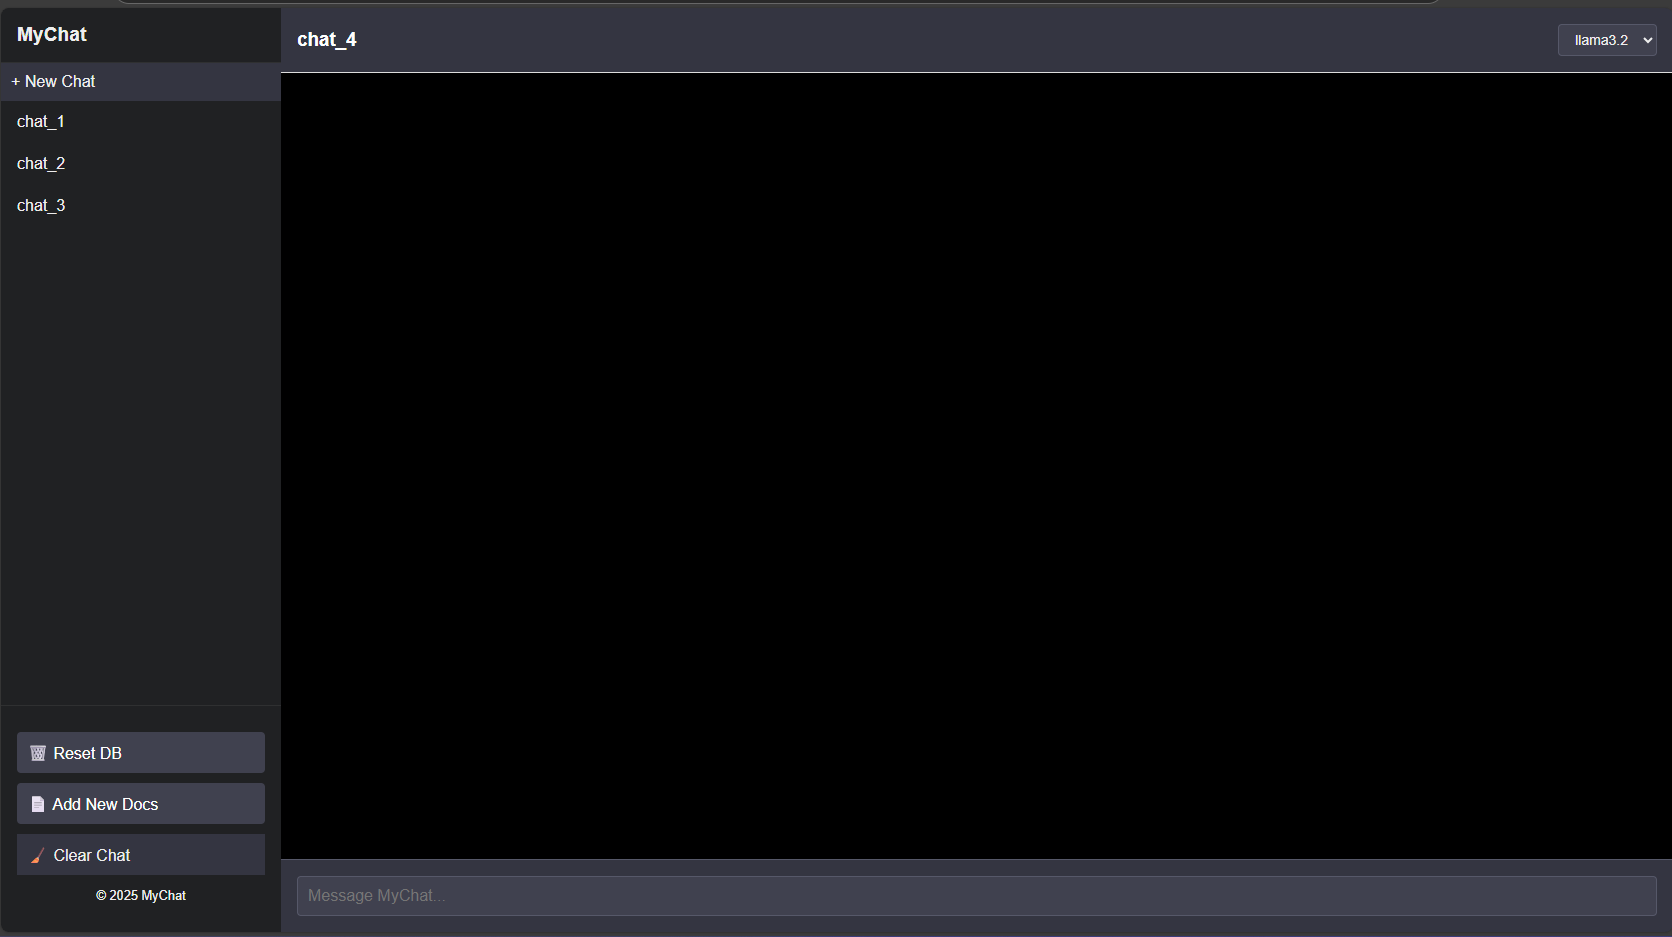 MyChat
+ New Chat
chat_1
chat_2
chat_3
Reset DB
Add New Docs
Clear Chat
© 2025 MyChat
chat_4
llama3.2
Message MyChat...